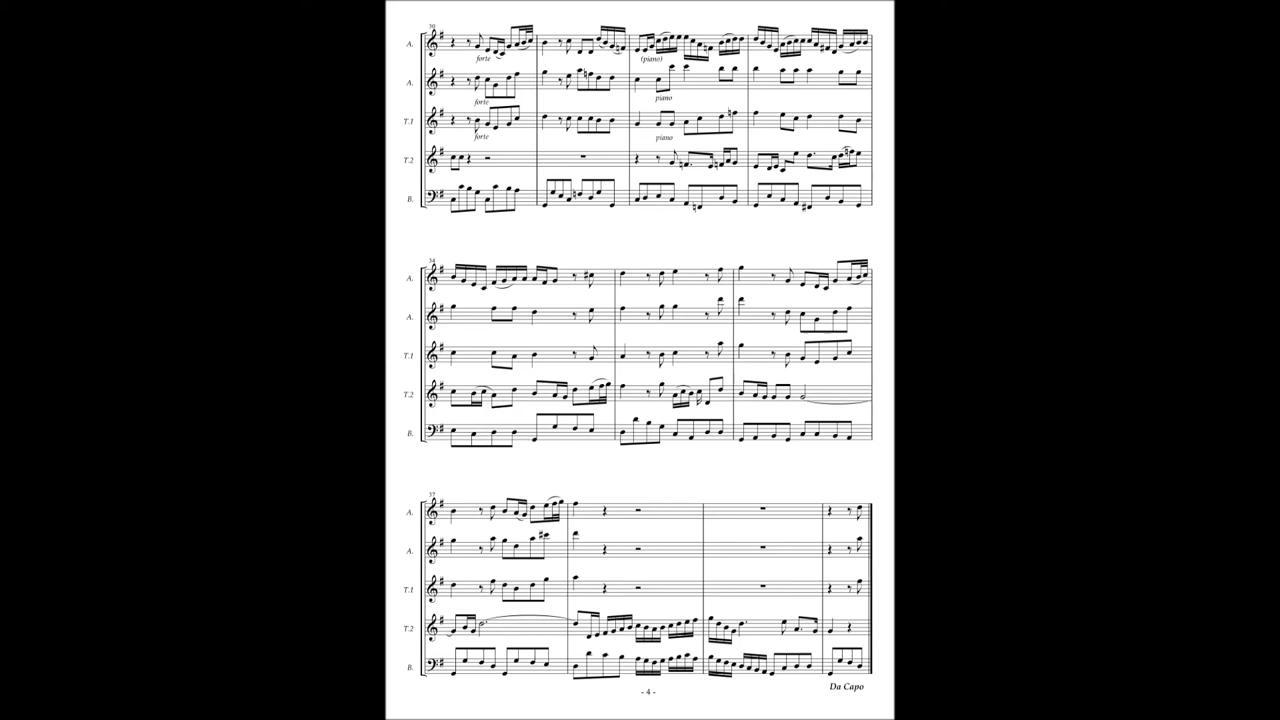 30
A.
forte
(piano)
A.
forte
piano
T.1
forte
piano
T.2
B.
34
A.
A.
T.1
T.2
B.
37
A.
A.
T.1
T.2
B.
Da Capo
- 4 -